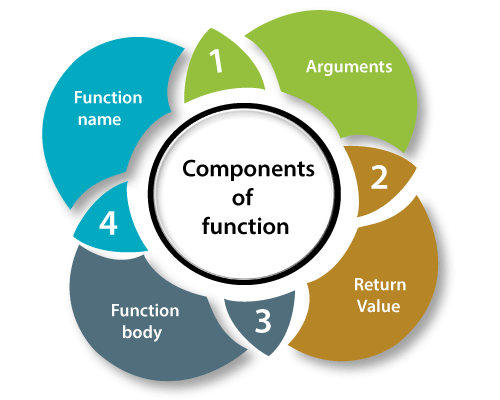 1
Arguments
2
Return
Value
3
Function
body
4
Function
name
Components
of
function